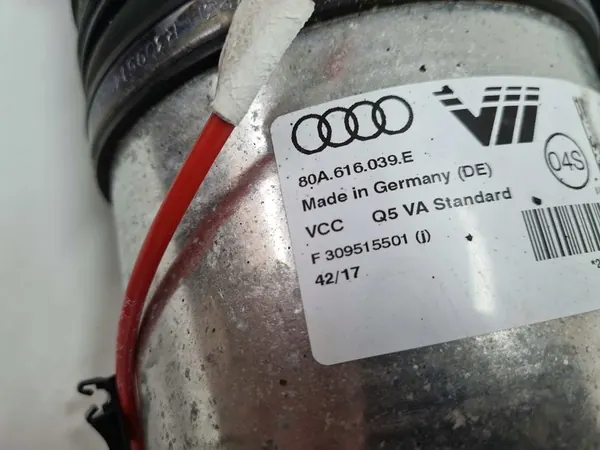 80A.616.039.E
Made in Germany (DE)
VCC Q5 VA Standard
F 309515501 (j)
42/17
04S